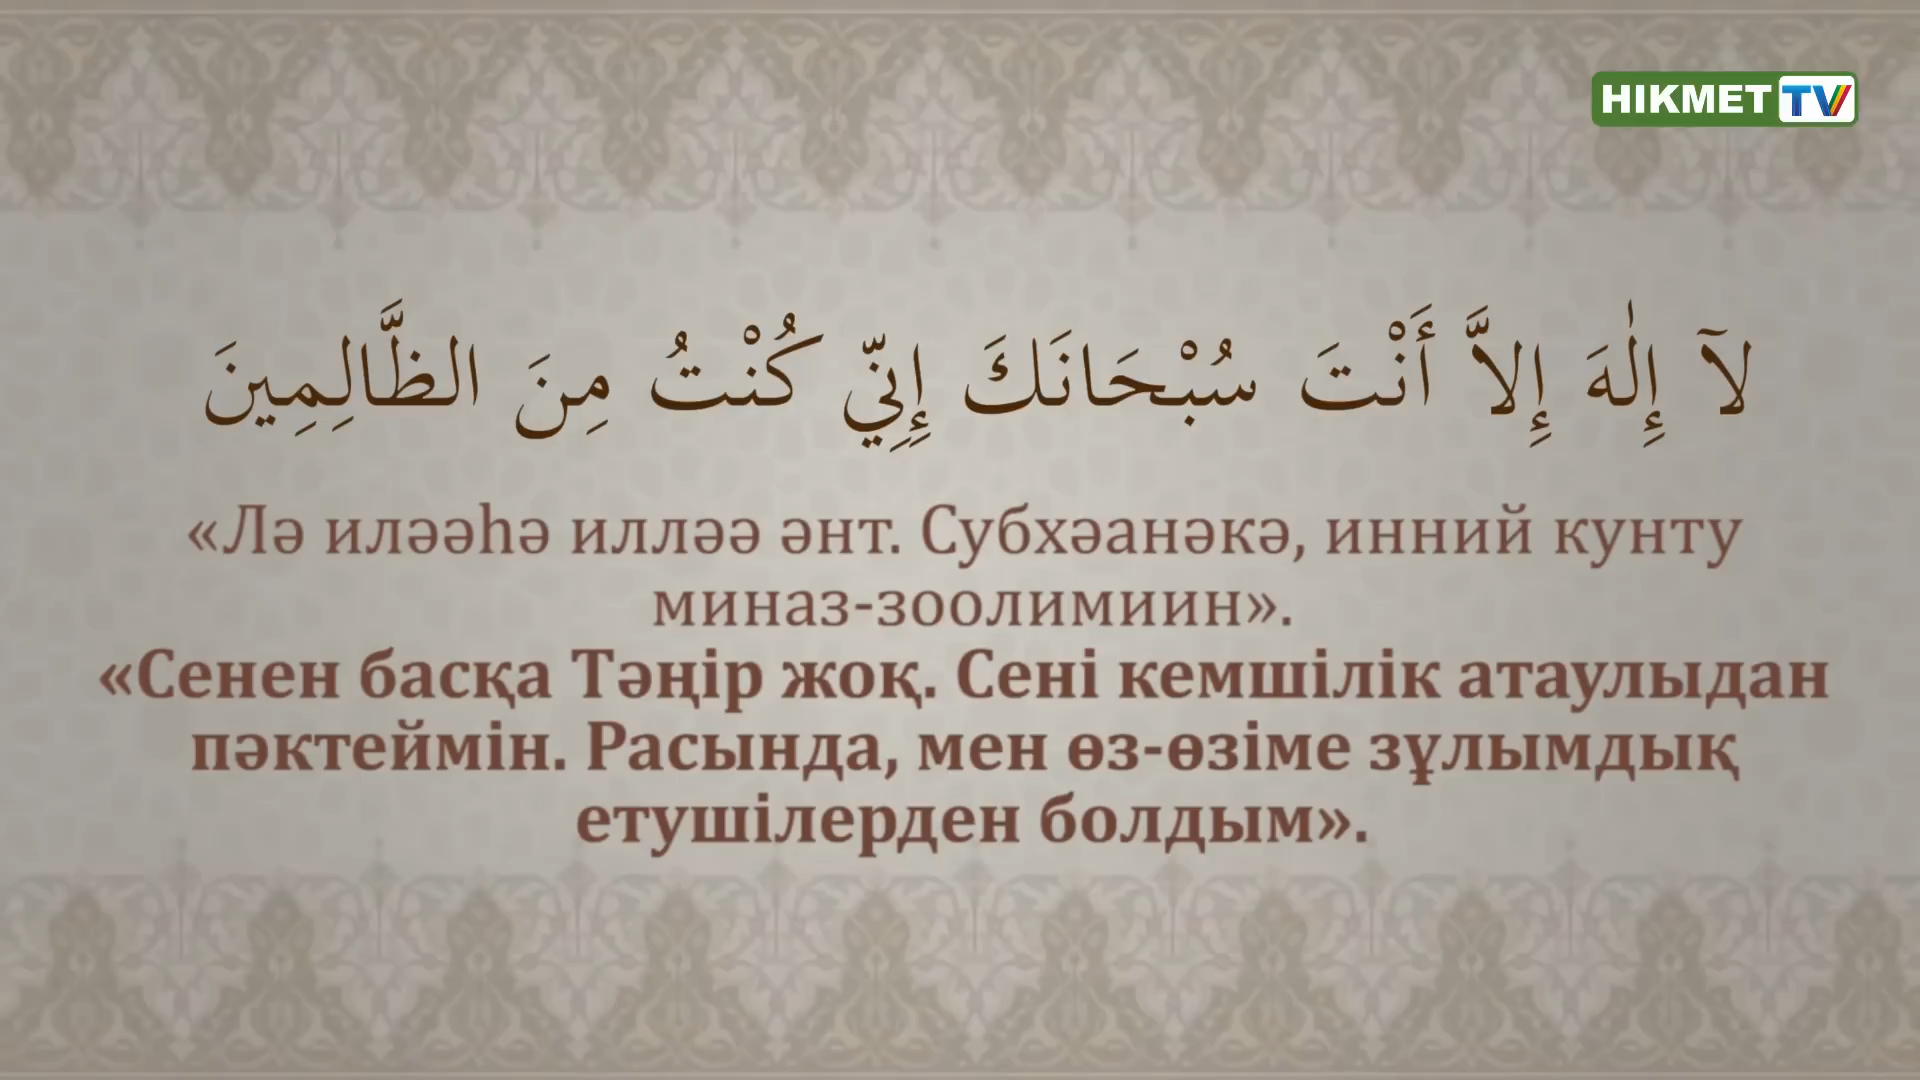 HIKMET TV
لآ إِلٰهَ إِلاَّ أَنْتَ سُبْحَانَكَ إِنِّي كُنْتُ مِنَ الظَّالِمِينَ
«Лә иләәһә илләә әнт. Субхәанәкә, инний кунту
миназ-зоолимиин».
«Сенен басқа Тәңір жоқ. Сені кемшілік атаулыдан
пәктеймін. Расында, мен өз-өзіме зұлымдық
етушілерден болдым».